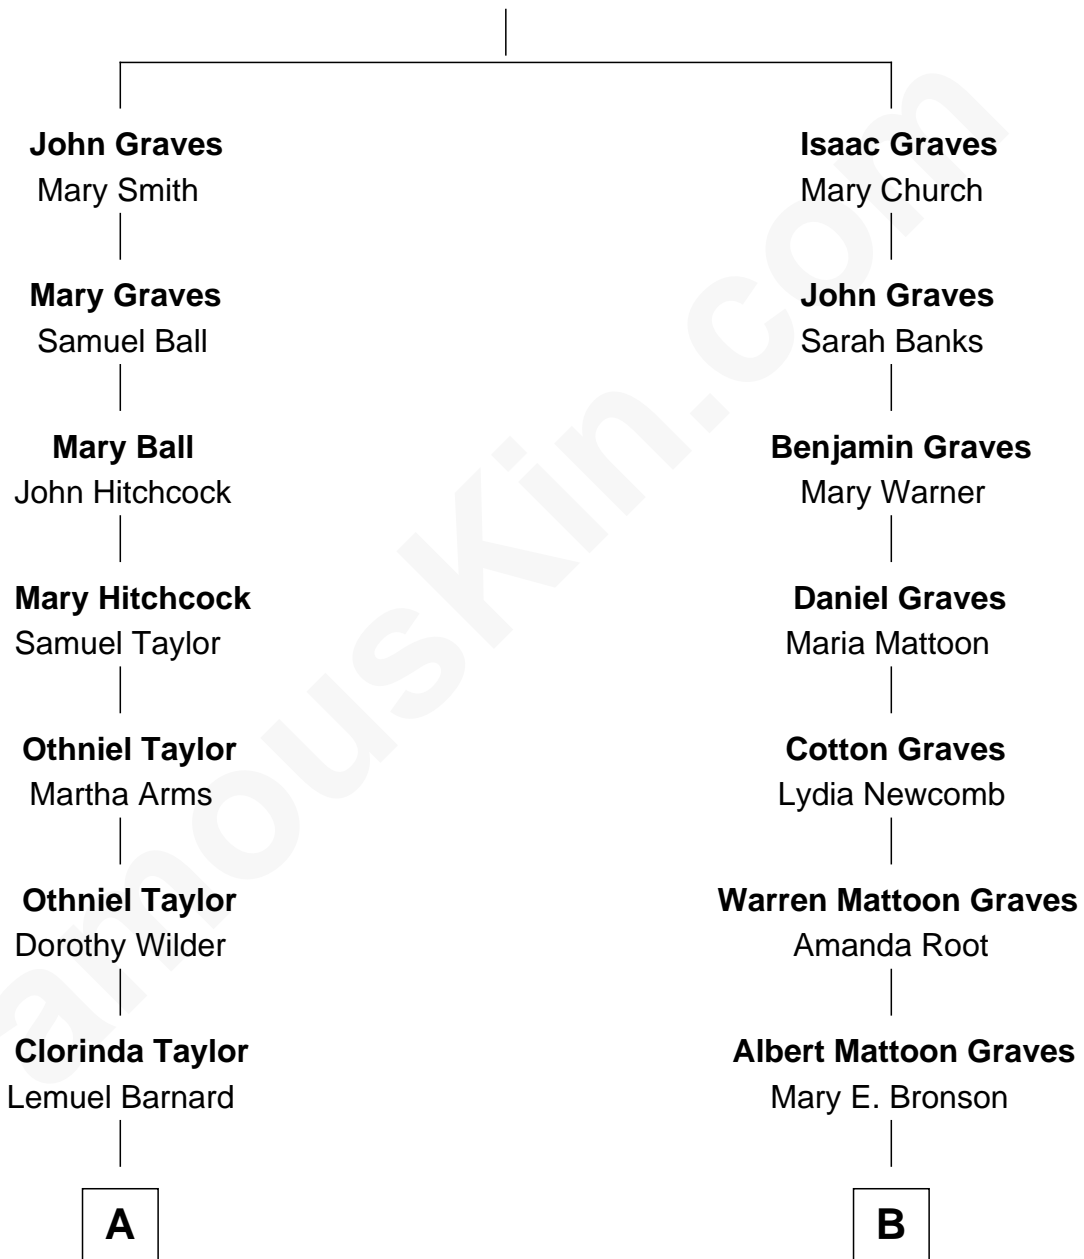 John Graves
Mary Smith
Isaac Graves
Mary Church
Mary Graves
Samuel Ball
John Graves
Sarah Banks
Mary Ball
John Hitchcock
Benjamin Graves
Mary Warner
Mary Hitchcock
Samuel Taylor
Daniel Graves
Maria Mattoon
Othniel Taylor
Martha Arms
Cotton Graves
Lydia Newcomb
Othniel Taylor
Dorothy Wilder
Warren Mattoon Graves
Amanda Root
Clorinda Taylor
Lemuel Barnard
Albert Mattoon Graves
Mary E. Bronson
A
B
amousKin.com